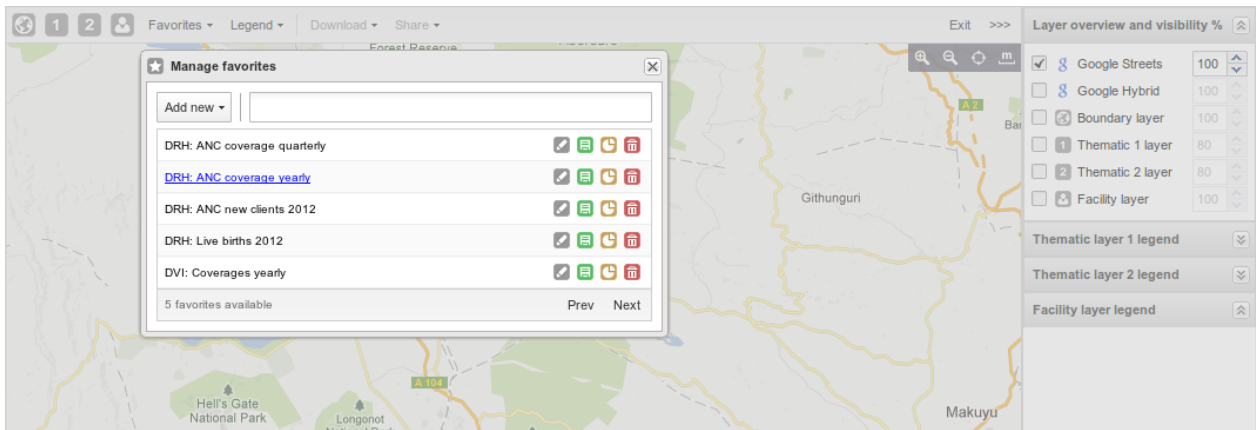 1 2 Favorites Legend Download Share Exit >>>
Layer overview and visibility %
Forest Reserve
Manage favorites
Add new
DRH: ANC coverage quarterly
DRH: ANC coverage yearly
DRH: ANC new clients 2012
DRH: Live births 2012
DVI: Coverages yearly
5 favorites available Prev Next
m
A 2
Githunguri
A 104
Hell's Gate
National Park
Longonot
Makuyu
g Google Streets 100
g Google Hybrid 100
Boundary layer 100
1 Thematic 1 layer 80
2 Thematic 2 layer 80
Facility layer 100
Thematic layer 1 legend
Thematic layer 2 legend
Facility layer legend